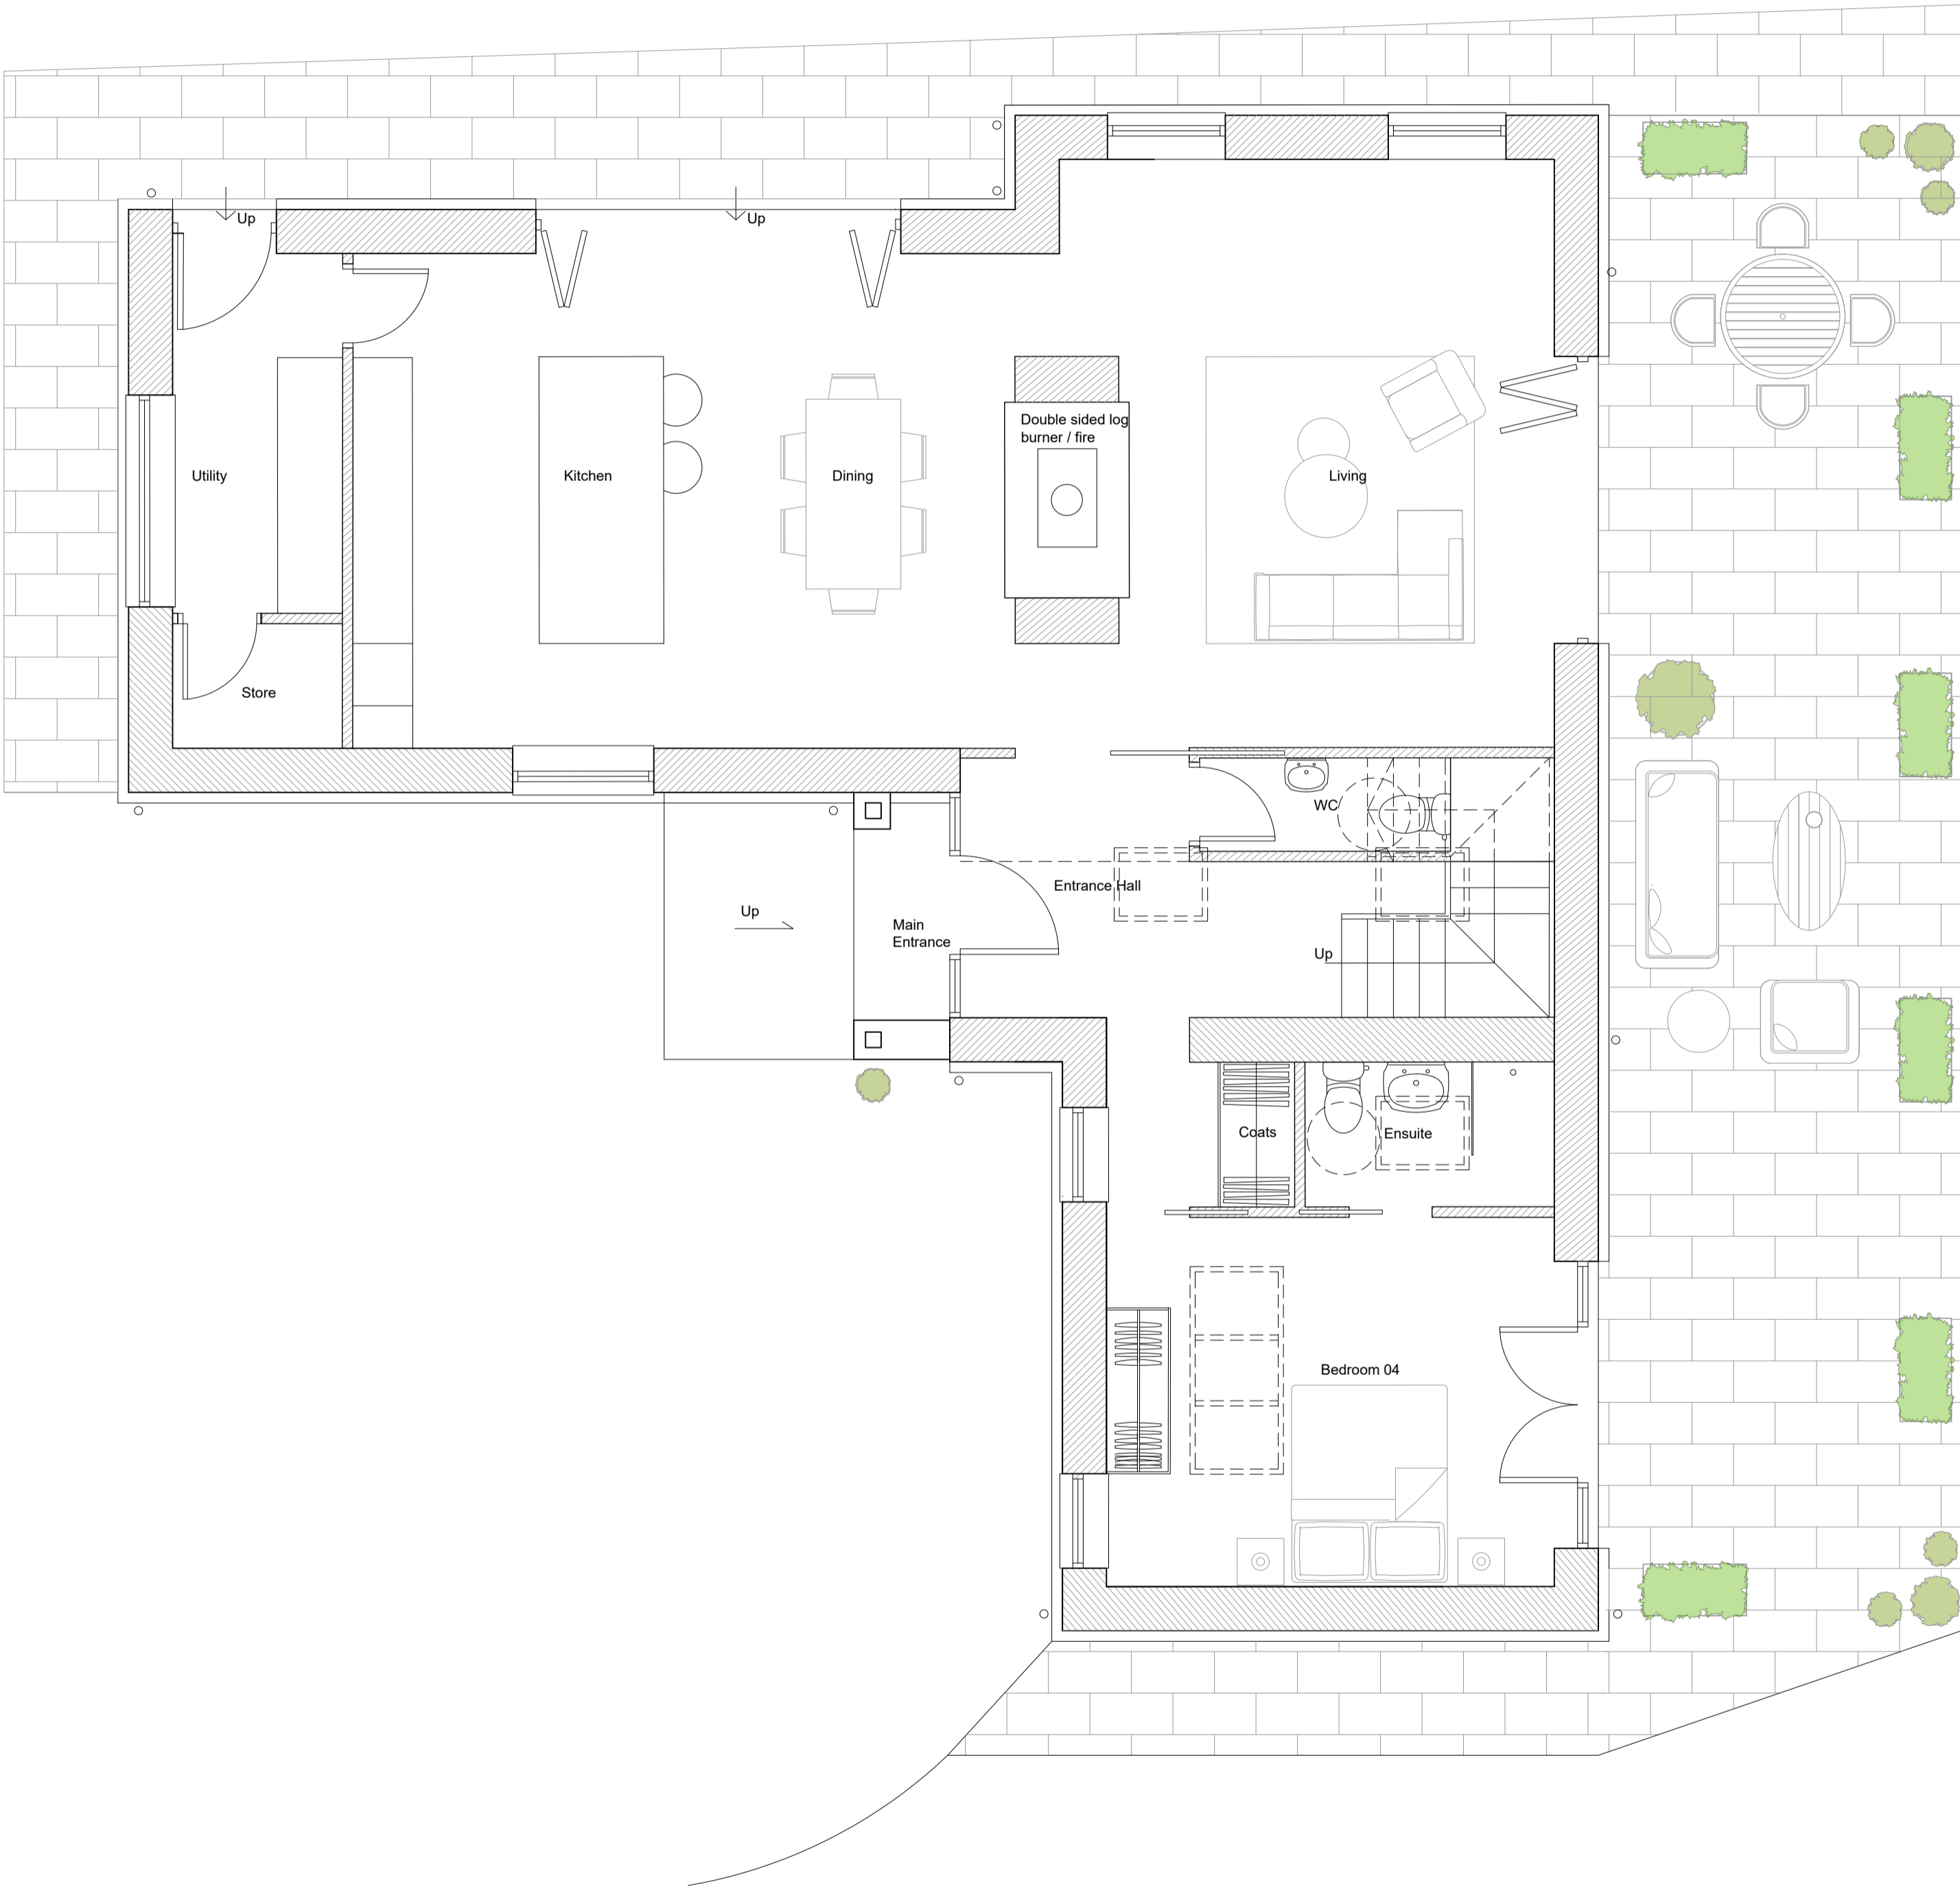 Up
Up
Double sided log
burner / fire
Utility
Kitchen
Dining
Living
Store
WC
Entrance Hall
Up
Main
Entrance
Up
Coats
Ensuite
Bedroom 04